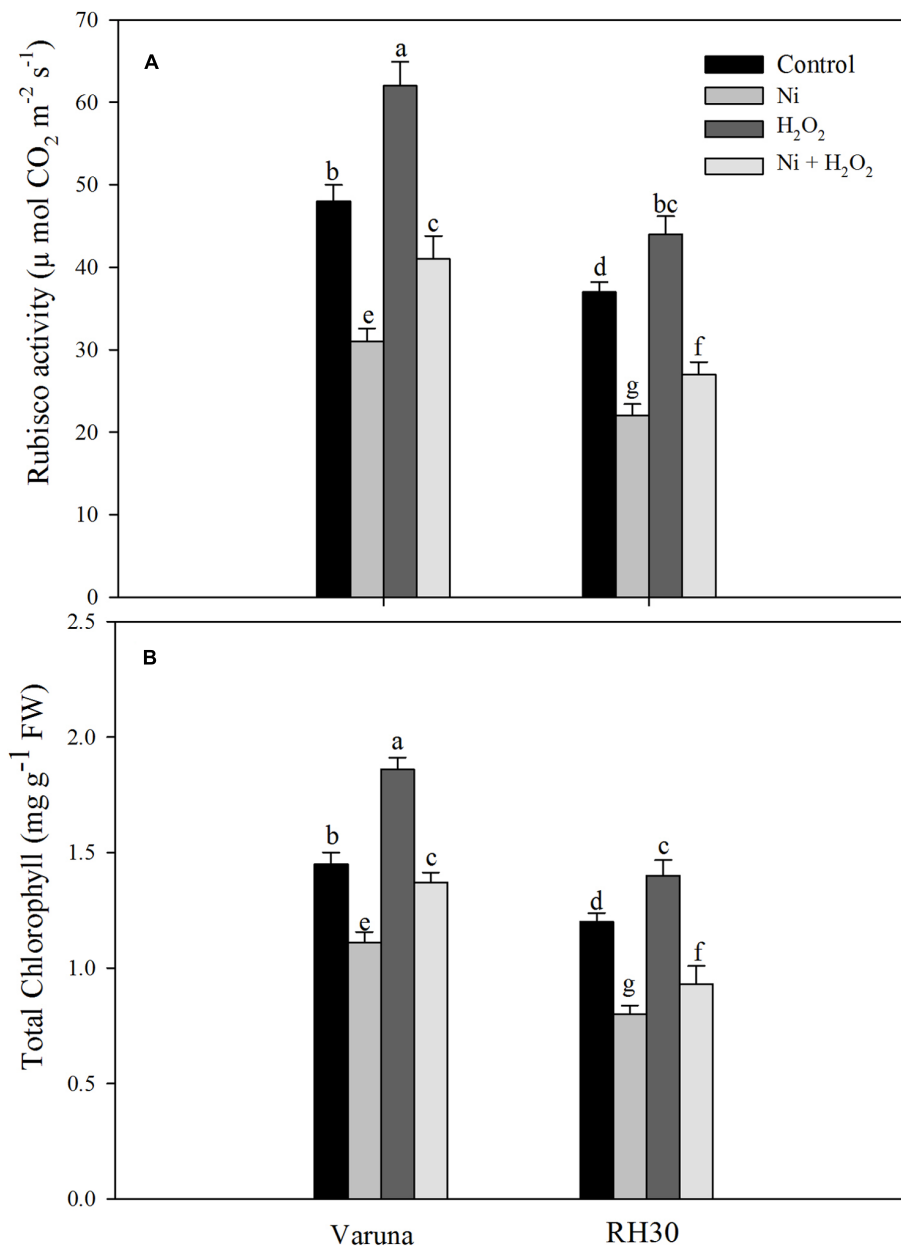 A
Rubisco activity (μ mol CO₂ m⁻² s⁻¹)
70
60
50
40
30
20
10
0
Control
Ni
H₂O₂
Ni + H₂O₂
b
e
a
c
d
g
bc
f
B
Total Chlorophyll (mg g⁻¹ FW)
2.5
2.0
1.5
1.0
0.5
0.0
b
e
a
c
d
g
c
f
Varuna
RH30